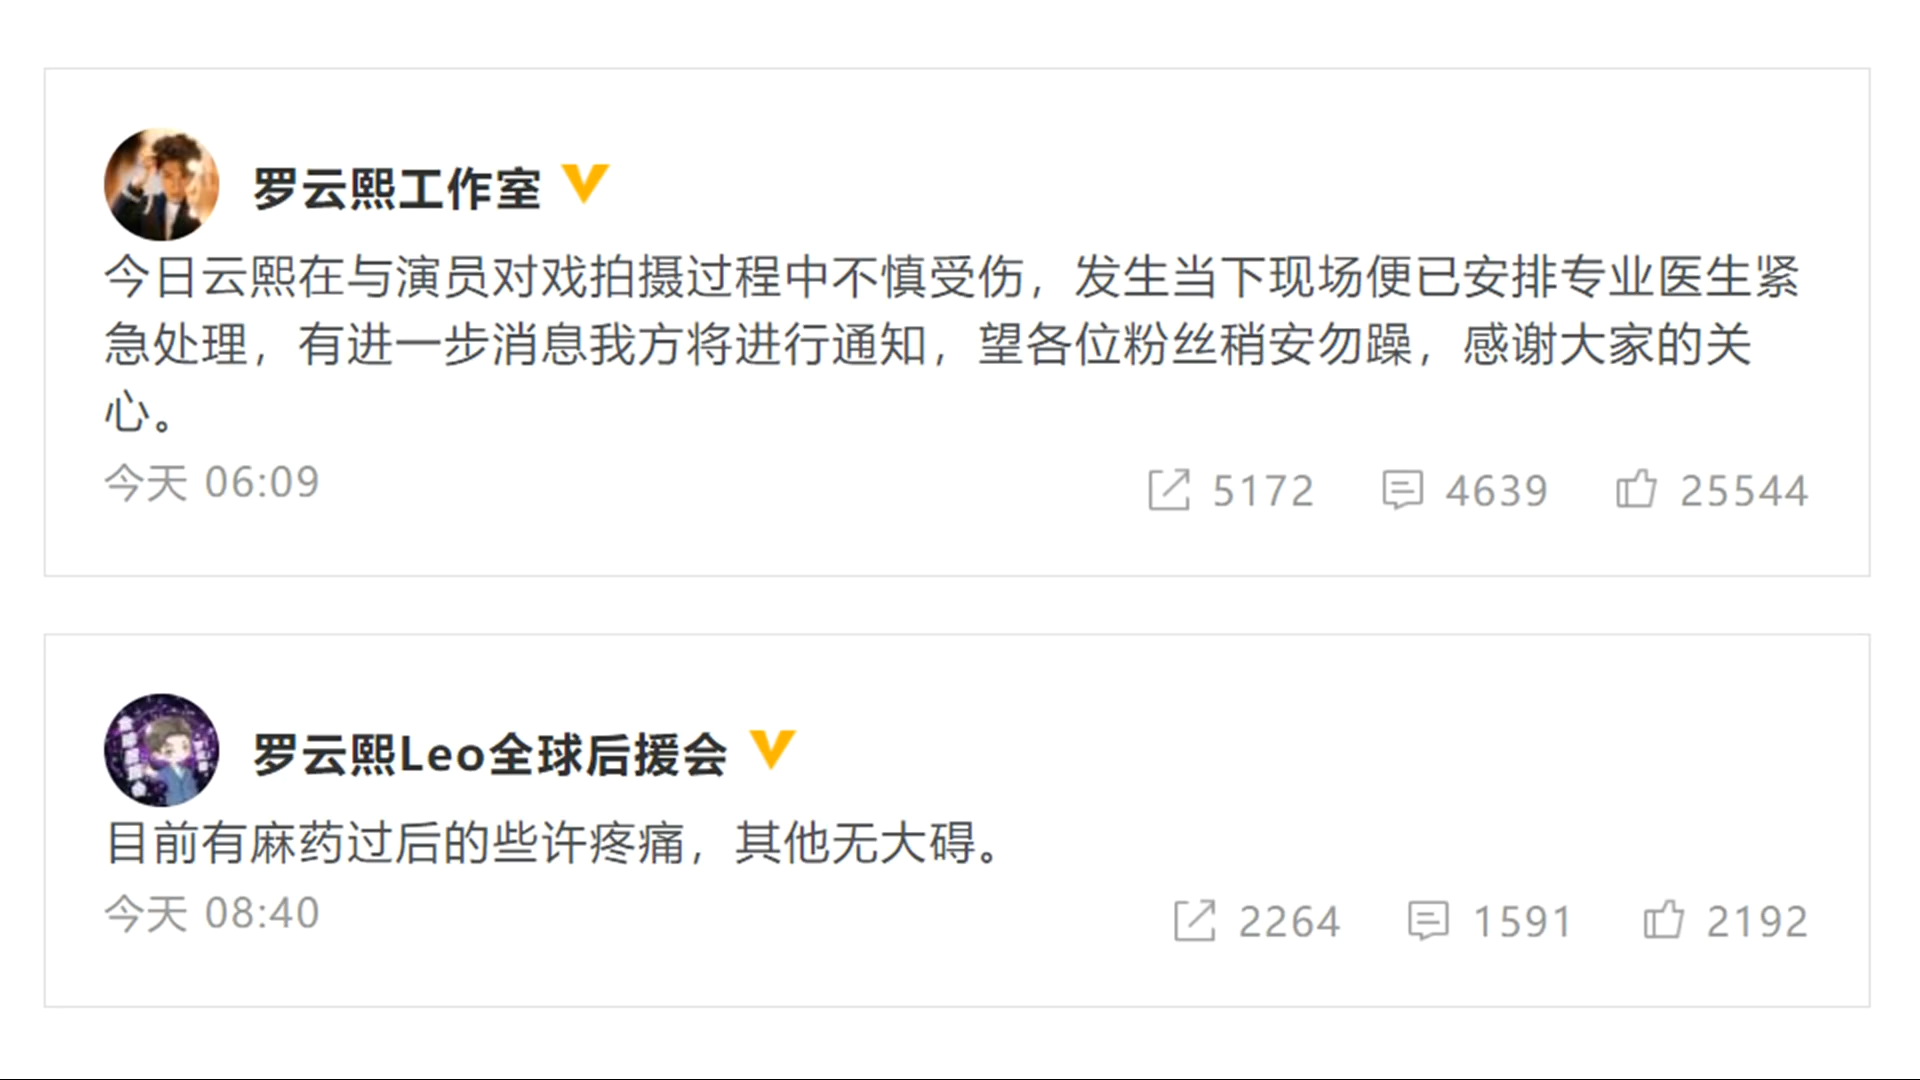 罗云熙工作室
今日云熙在与演员对戏拍摄过程中不慎受伤，发生当下现场便已安排专业医生紧
急处理，有进一步消息我方将进行通知，望各位粉丝稍安勿躁，感谢大家的关
心。
今天 06:09 5172 4639 25544
罗云熙Leo全球后援会
目前有麻药过后的些许疼痛，其他无大碍。
今天 08:40 2264 1591 2192